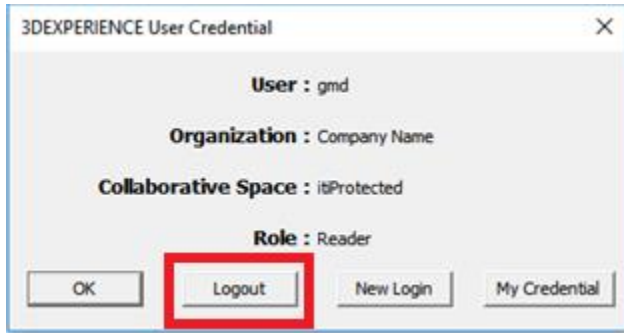 3DEXPERIENCE User Credential
User : gmd
Organization : Company Name
Collaborative Space : itiProtected
Role : Reader
OK Logout New Login My Credential